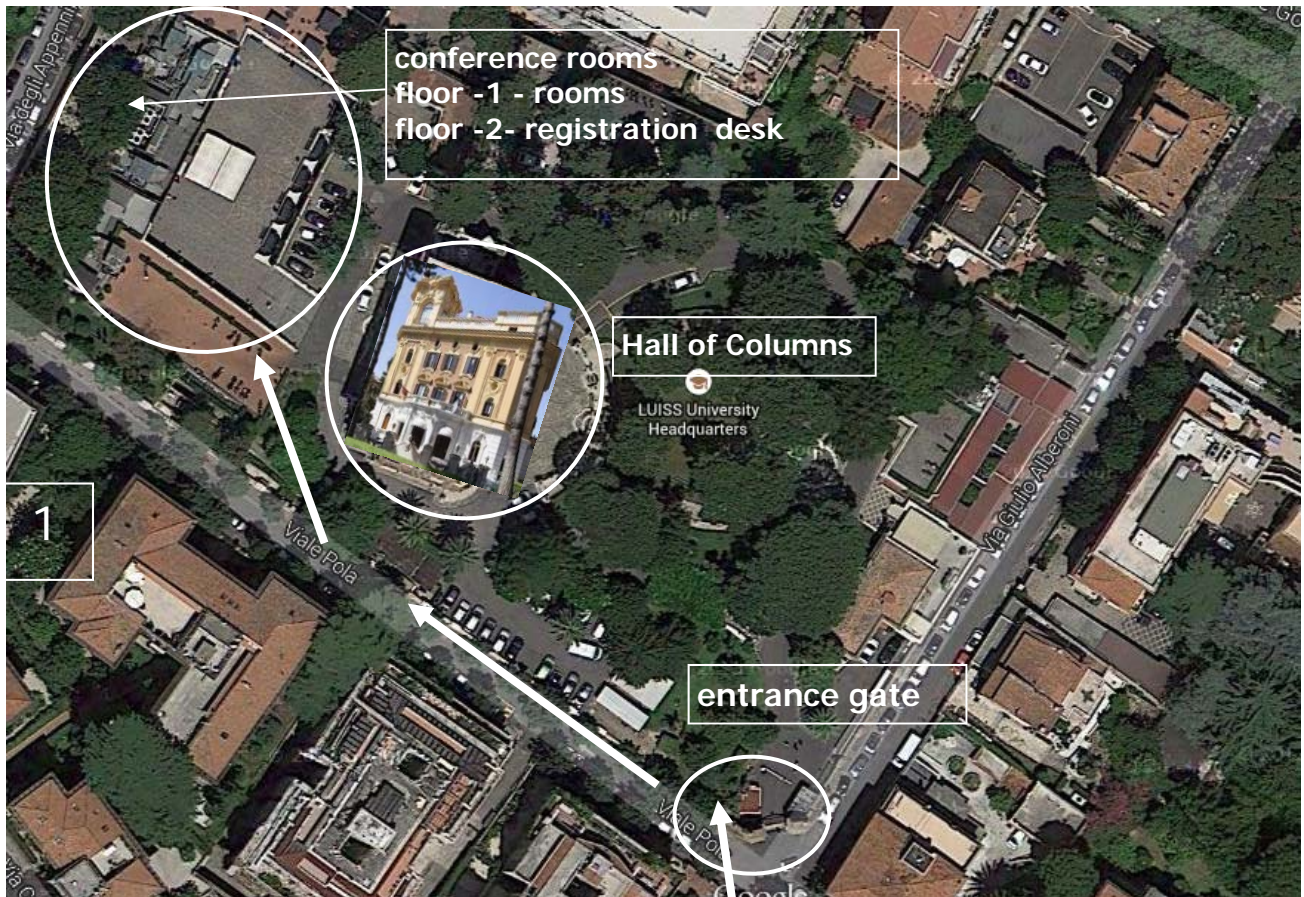 Via degli Appennini
conference rooms
floor -1 - rooms
floor -2- registration desk
Hall of Columns
LUISS University
Headquarters
Via Giulio Alberoni
1
Viale Pola
entrance gate
Viale Pola
Google